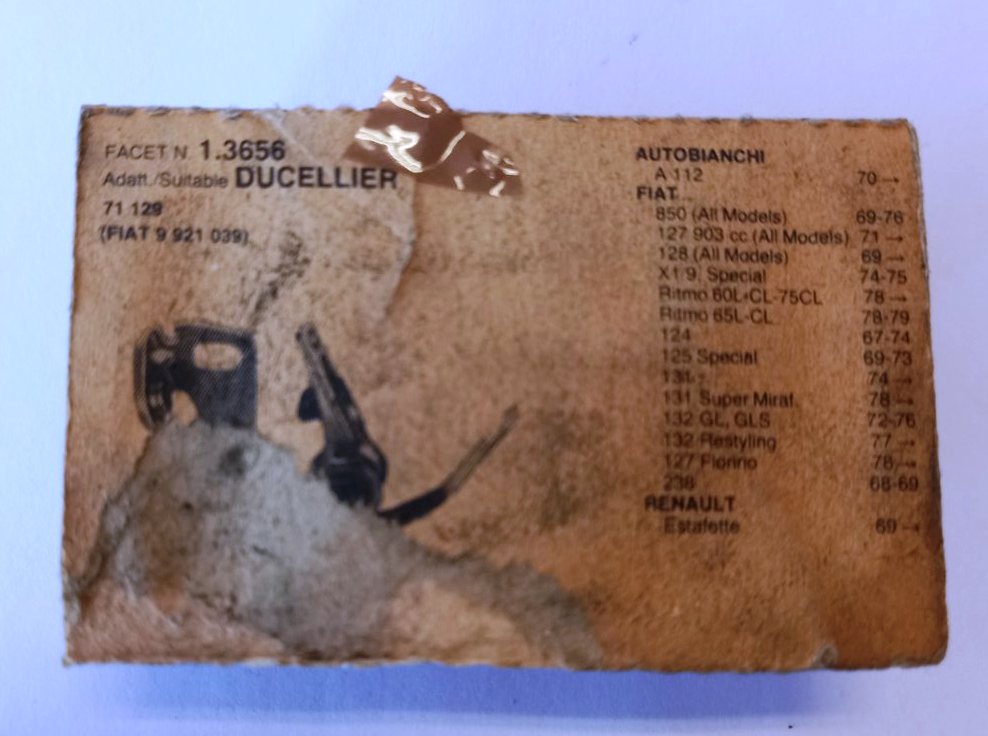 FACET N 1.3656
Adatt./Suitable DUCELLIER
71 129
(FIAT 9 921 039)
AUTOBIANCHI
A 112 70 →
FIAT
850 (All Models) 69-76
127 903 cc (All Models) 71 →
128 (All Models) 69 →
X1.9. Special 74-75
Ritmo 60L-CL-75CL 78 →
Ritmo 65L-CL 78-79
124 67-74
125 Special 69-73
131 74 →
131 Super Miraf. 78 →
132 GL, GLS 72-76
132 Restyling 77 →
127 Fiorino 78 →
238 68-69
RENAULT
Estafette 69 →